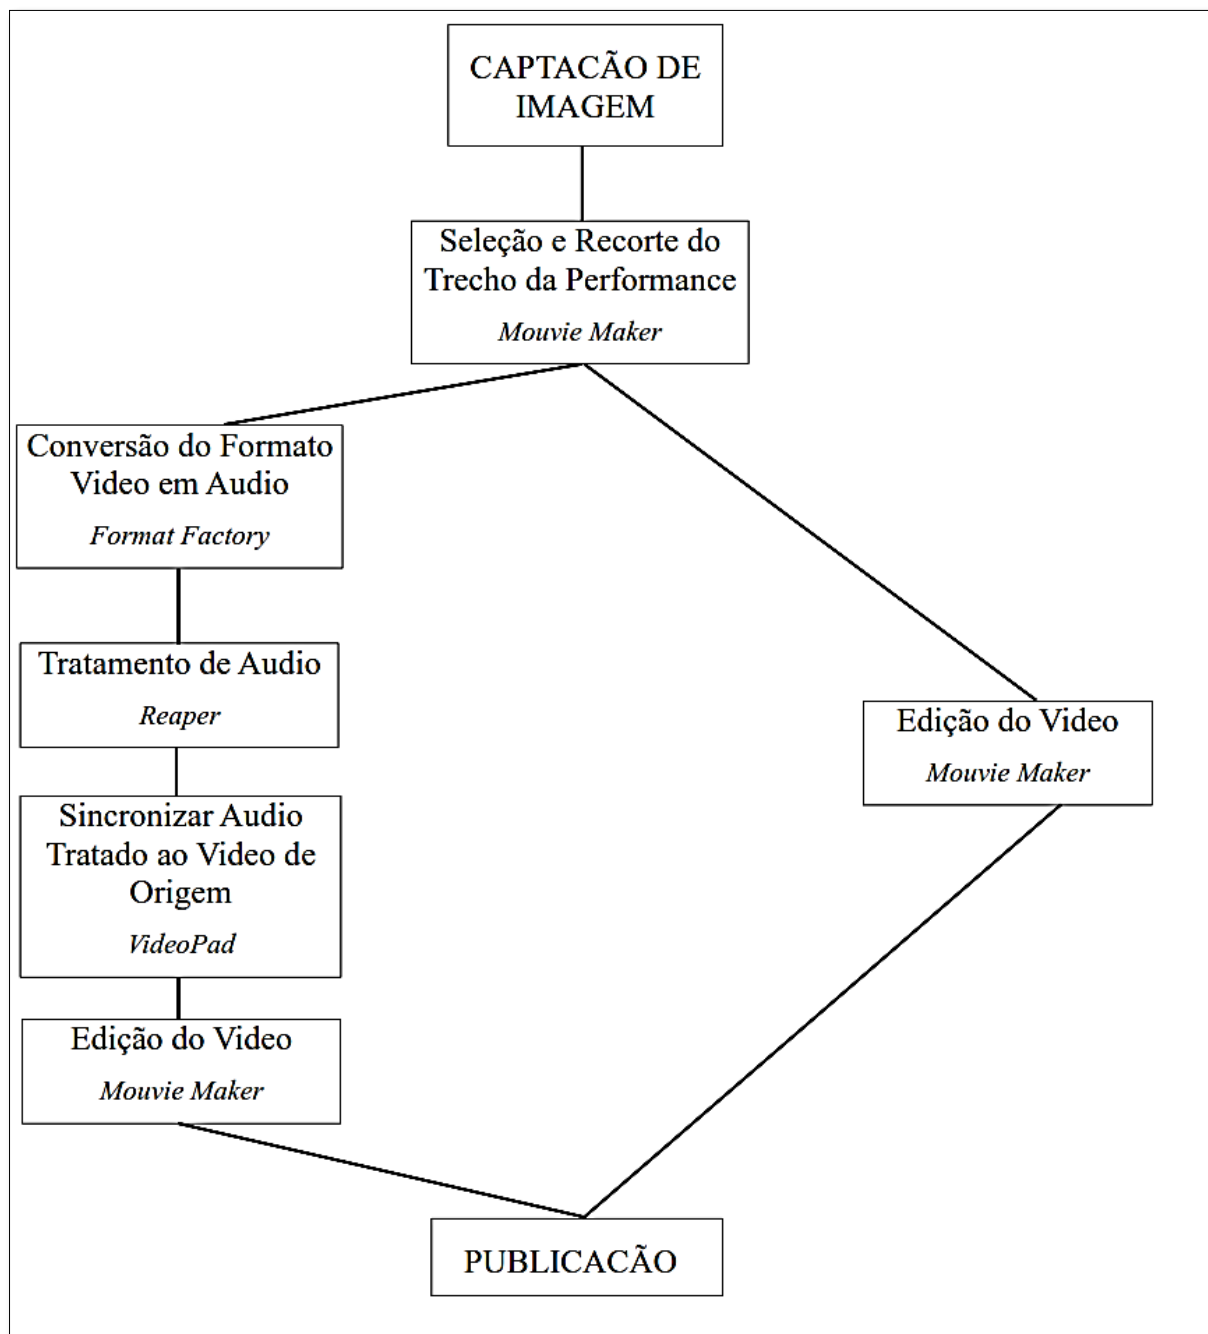 CAPTACÃO DE
IMAGEM
Seleção e Recorte do
Trecho da Performance
Mouvie Maker
Conversão do Formato
Video em Audio
Format Factory
Tratamento de Audio
Reaper
Sincronizar Audio
Tratado ao Video de
Origem
VideoPad
Edição do Video
Mouvie Maker
Edição do Video
Mouvie Maker
PUBLICACÃO